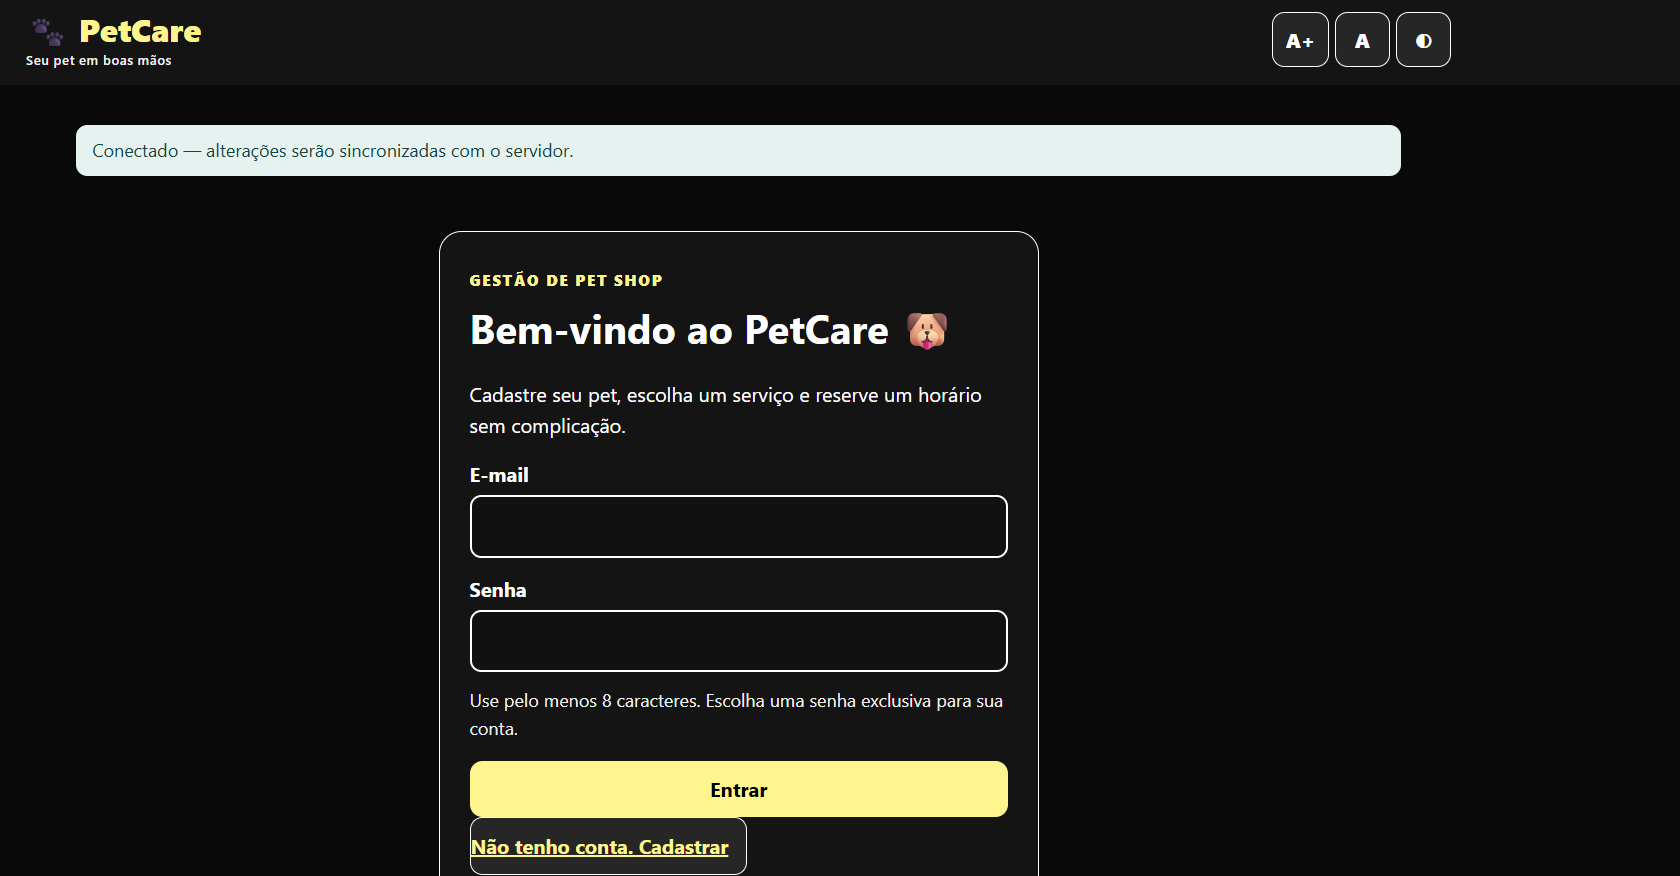 PetCare
Seu pet em boas mãos
A+
A
Conectado — alterações serão sincronizadas com o servidor.
GESTÃO DE PET SHOP
Bem-vindo ao PetCare
Cadastre seu pet, escolha um serviço e reserve um horário
sem complicação.
E-mail
Senha
Use pelo menos 8 caracteres. Escolha uma senha exclusiva para sua
conta.
Entrar
Não tenho conta. Cadastrar